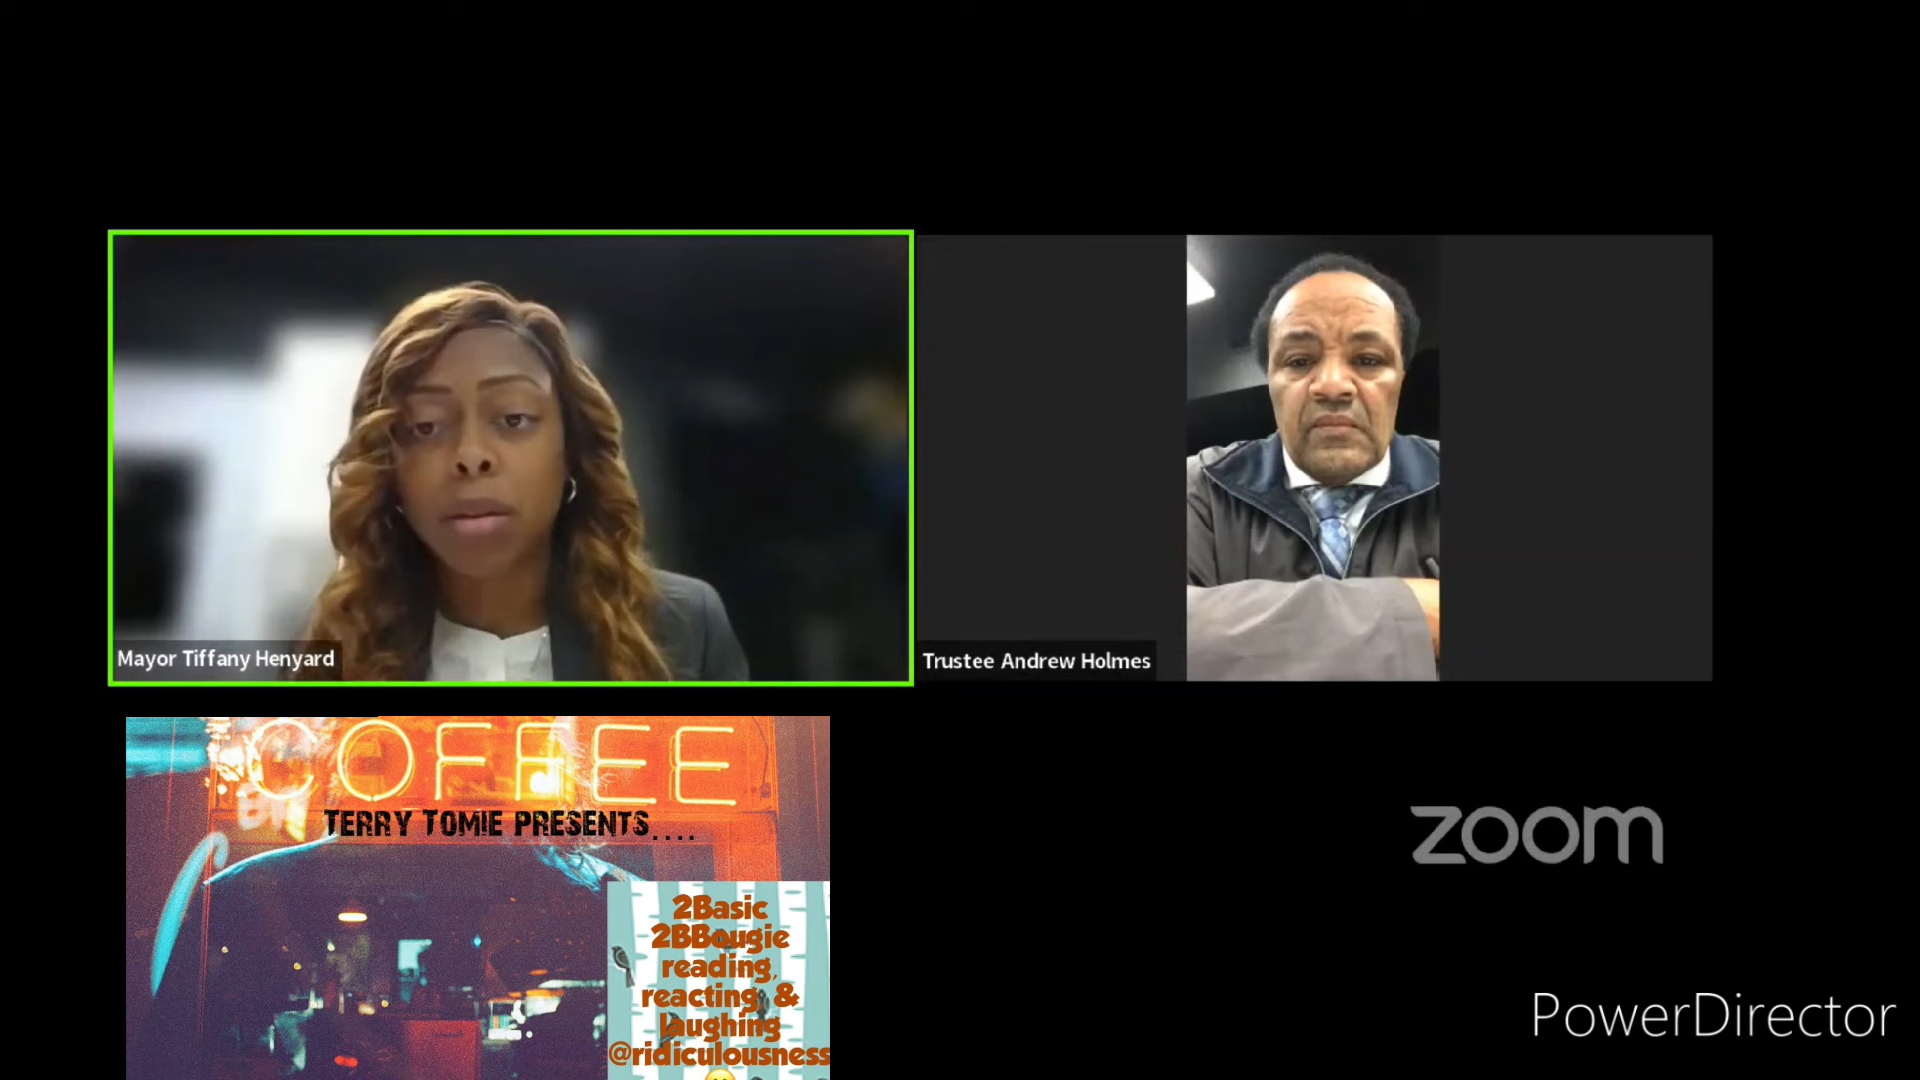 Mayor Tiffany Henyard
Trustee Andrew Holmes
COFFEE
TERRY TOMIE PRESENTS....
2Basic
2BBougie
reading,
reacting, &
laughing
@ridiculousness
zoom
PowerDirector